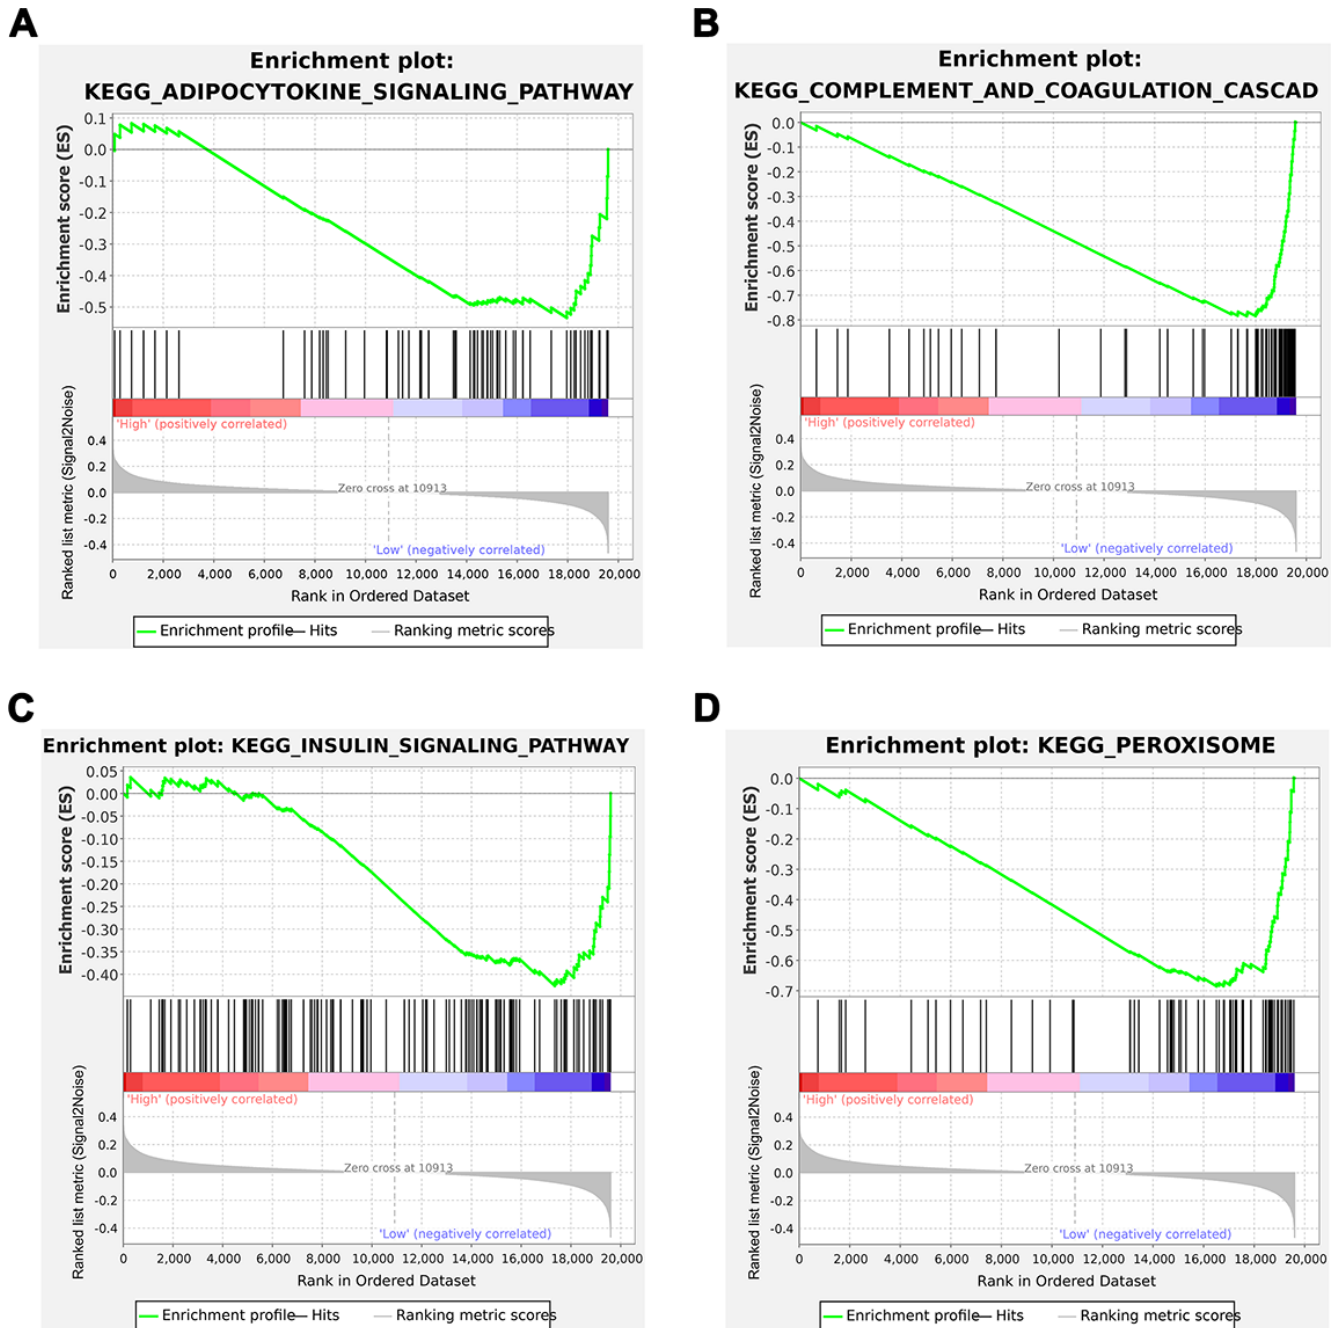 A
Enrichment plot:
KEGG_ADIPOCYTOKINE_SIGNALING_PATHWAY
Enrichment score (ES)
0.1
0.0
-0.1
-0.2
-0.3
-0.4
-0.5
'High' (positively correlated)
Ranked list metric (Signal2Noise)
0.4
0.2
0.0
-0.2
-0.4
Zero cross at 10913
'Low' (negatively correlated)
0 2,000 4,000 6,000 8,000 10,000 12,000 14,000 16,000 18,000 20,000
Rank in Ordered Dataset
Enrichment profile Hits Ranking metric scores
B
Enrichment plot:
KEGG_COMPLEMENT_AND_COAGULATION_CASCAD
Enrichment score (ES)
0.0
-0.1
-0.2
-0.3
-0.4
-0.5
-0.6
-0.7
-0.8
'High' (positively correlated)
Ranked list metric (Signal2Noise)
0.4
0.2
0.0
-0.2
-0.4
Zero cross at 10913
'Low' (negatively correlated)
0 2,000 4,000 6,000 8,000 10,000 12,000 14,000 16,000 18,000 20,000
Rank in Ordered Dataset
Enrichment profile Hits Ranking metric scores
C
Enrichment plot: KEGG_INSULIN_SIGNALING_PATHWAY
Enrichment score (ES)
0.05
0.00
-0.05
-0.10
-0.15
-0.20
-0.25
-0.30
-0.35
-0.40
'High' (positively correlated)
Ranked list metric (Signal2Noise)
0.4
0.2
0.0
-0.2
-0.4
Zero cross at 10913
'Low' (negatively correlated)
0 2,000 4,000 6,000 8,000 10,000 12,000 14,000 16,000 18,000 20,000
Rank in Ordered Dataset
Enrichment profile Hits Ranking metric scores
D
Enrichment plot: KEGG_PEROXISOME
Enrichment score (ES)
0.0
-0.1
-0.2
-0.3
-0.4
-0.5
-0.6
-0.7
'High' (positively correlated)
Ranked list metric (Signal2Noise)
0.4
0.2
0.0
-0.2
-0.4
Zero cross at 10913
'Low' (negatively correlated)
0 2,000 4,000 6,000 8,000 10,000 12,000 14,000 16,000 18,000 20,000
Rank in Ordered Dataset
Enrichment profile Hits Ranking metric scores